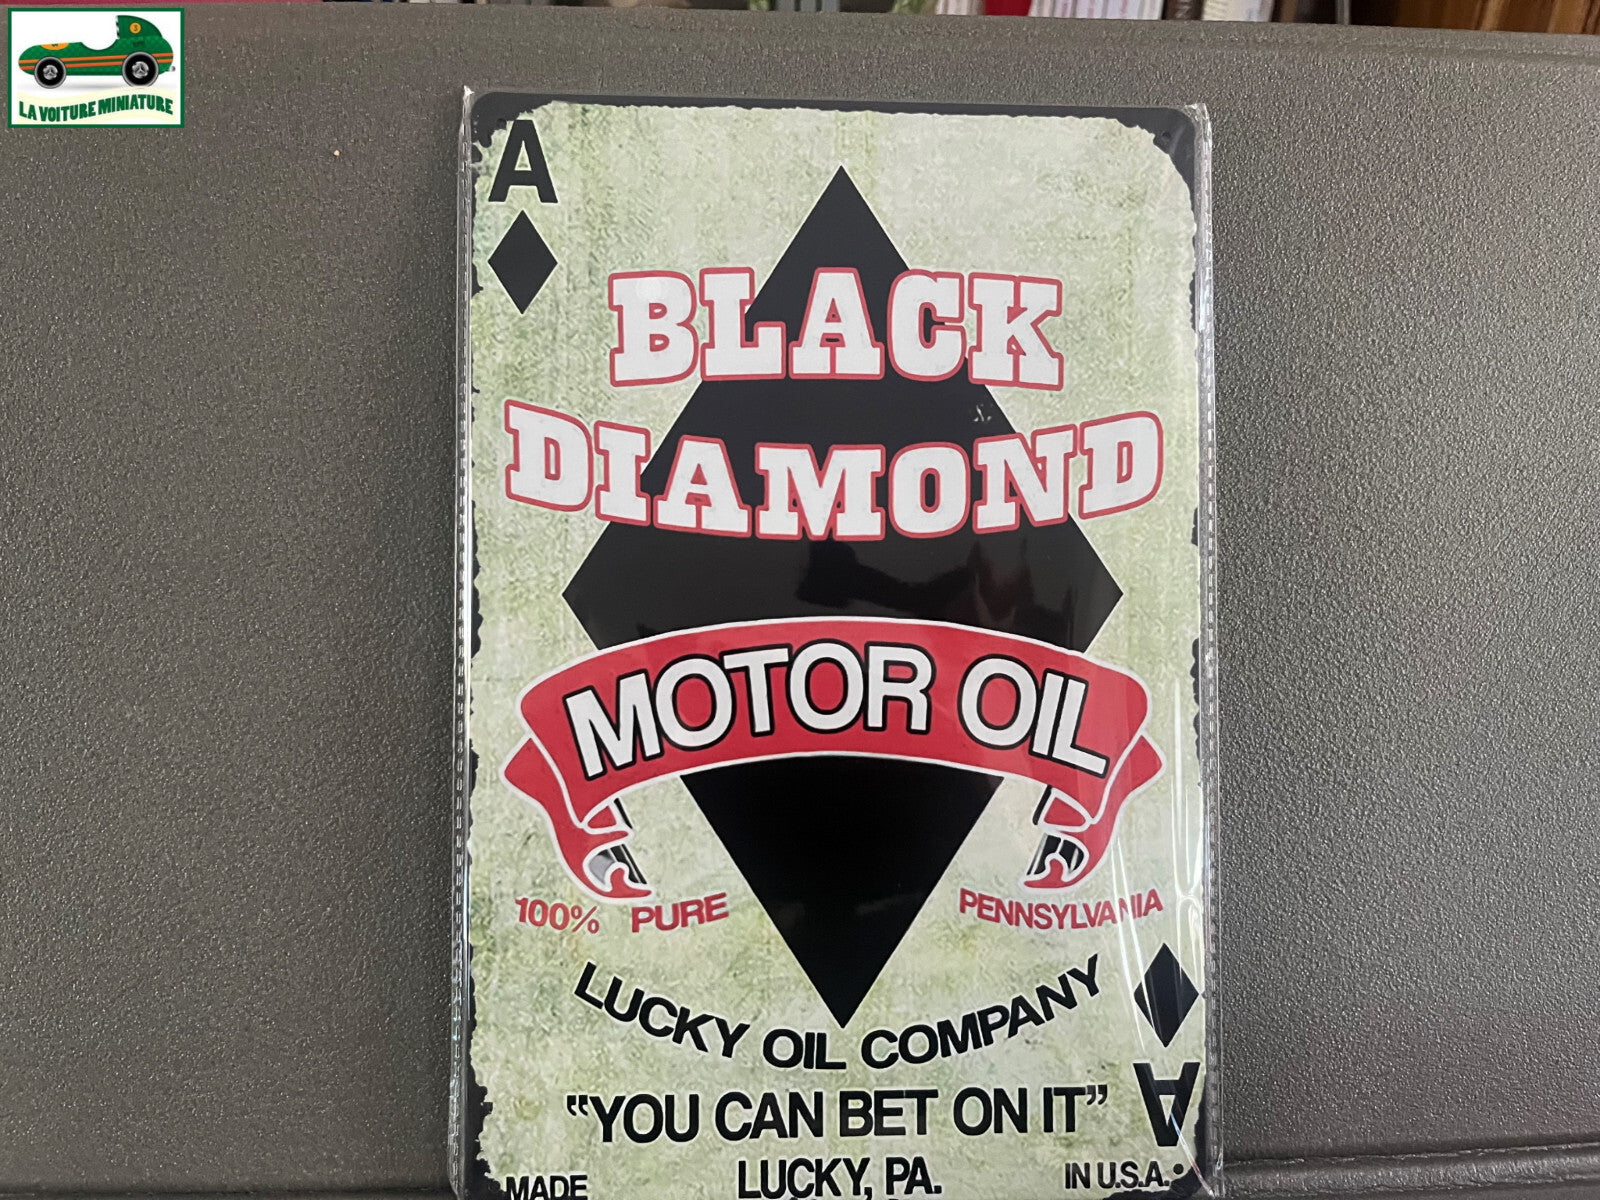 LA VOITURE MINIATURE
A
BLACK
DIAMOND
MOTOR OIL
100% PURE PENNSYLVANIA
LUCKY OIL COMPANY
"YOU CAN BET ON IT"
A
MADE LUCKY, PA. IN U.S.A.